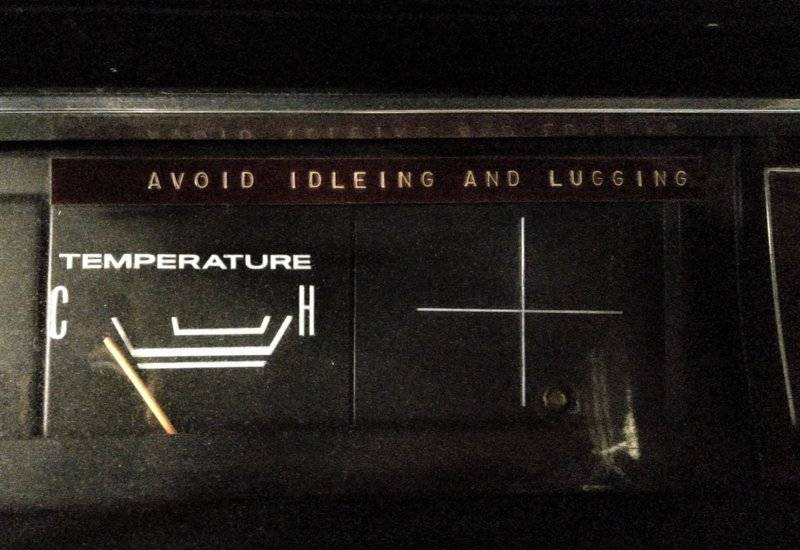 AVOID IDLEING AND LUGGING
TEMPERATURE
C H